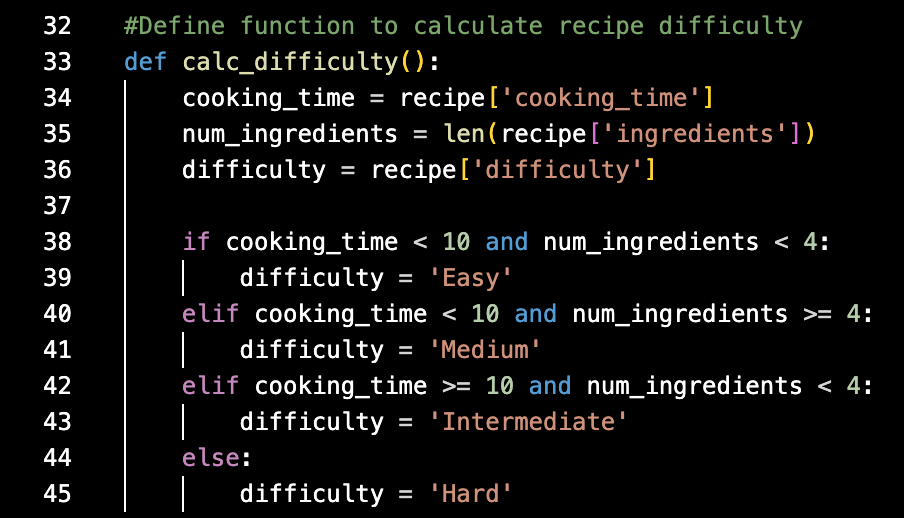 32 #Define function to calculate recipe difficulty
33 def calc_difficulty():
34     cooking_time = recipe['cooking_time']
35     num_ingredients = len(recipe['ingredients'])
36     difficulty = recipe['difficulty']
37
38     if cooking_time < 10 and num_ingredients < 4:
39         difficulty = 'Easy'
40     elif cooking_time < 10 and num_ingredients >= 4:
41         difficulty = 'Medium'
42     elif cooking_time >= 10 and num_ingredients < 4:
43         difficulty = 'Intermediate'
44     else:
45         difficulty = 'Hard'